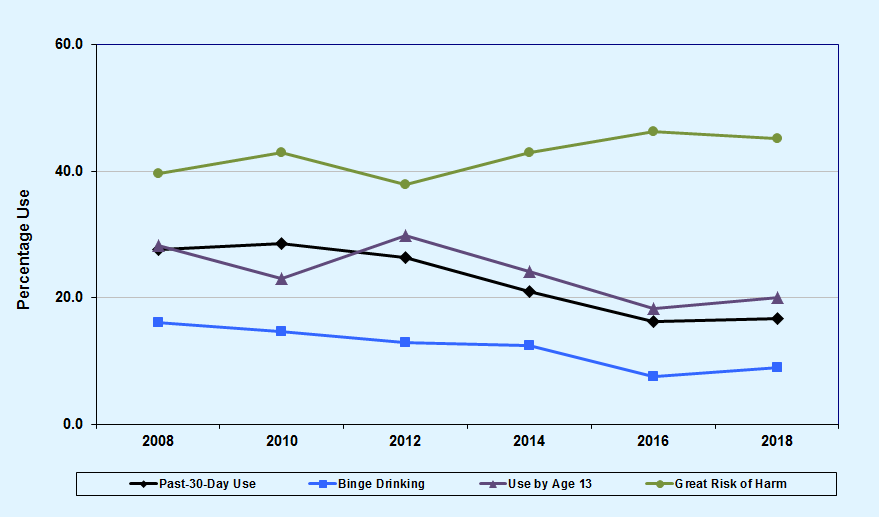 60.0
40.0
20.0
0.0
Percentage Use
2008 2010 2012 2014 2016 2018
Past-30-Day Use Binge Drinking Use by Age 13 Great Risk of Harm